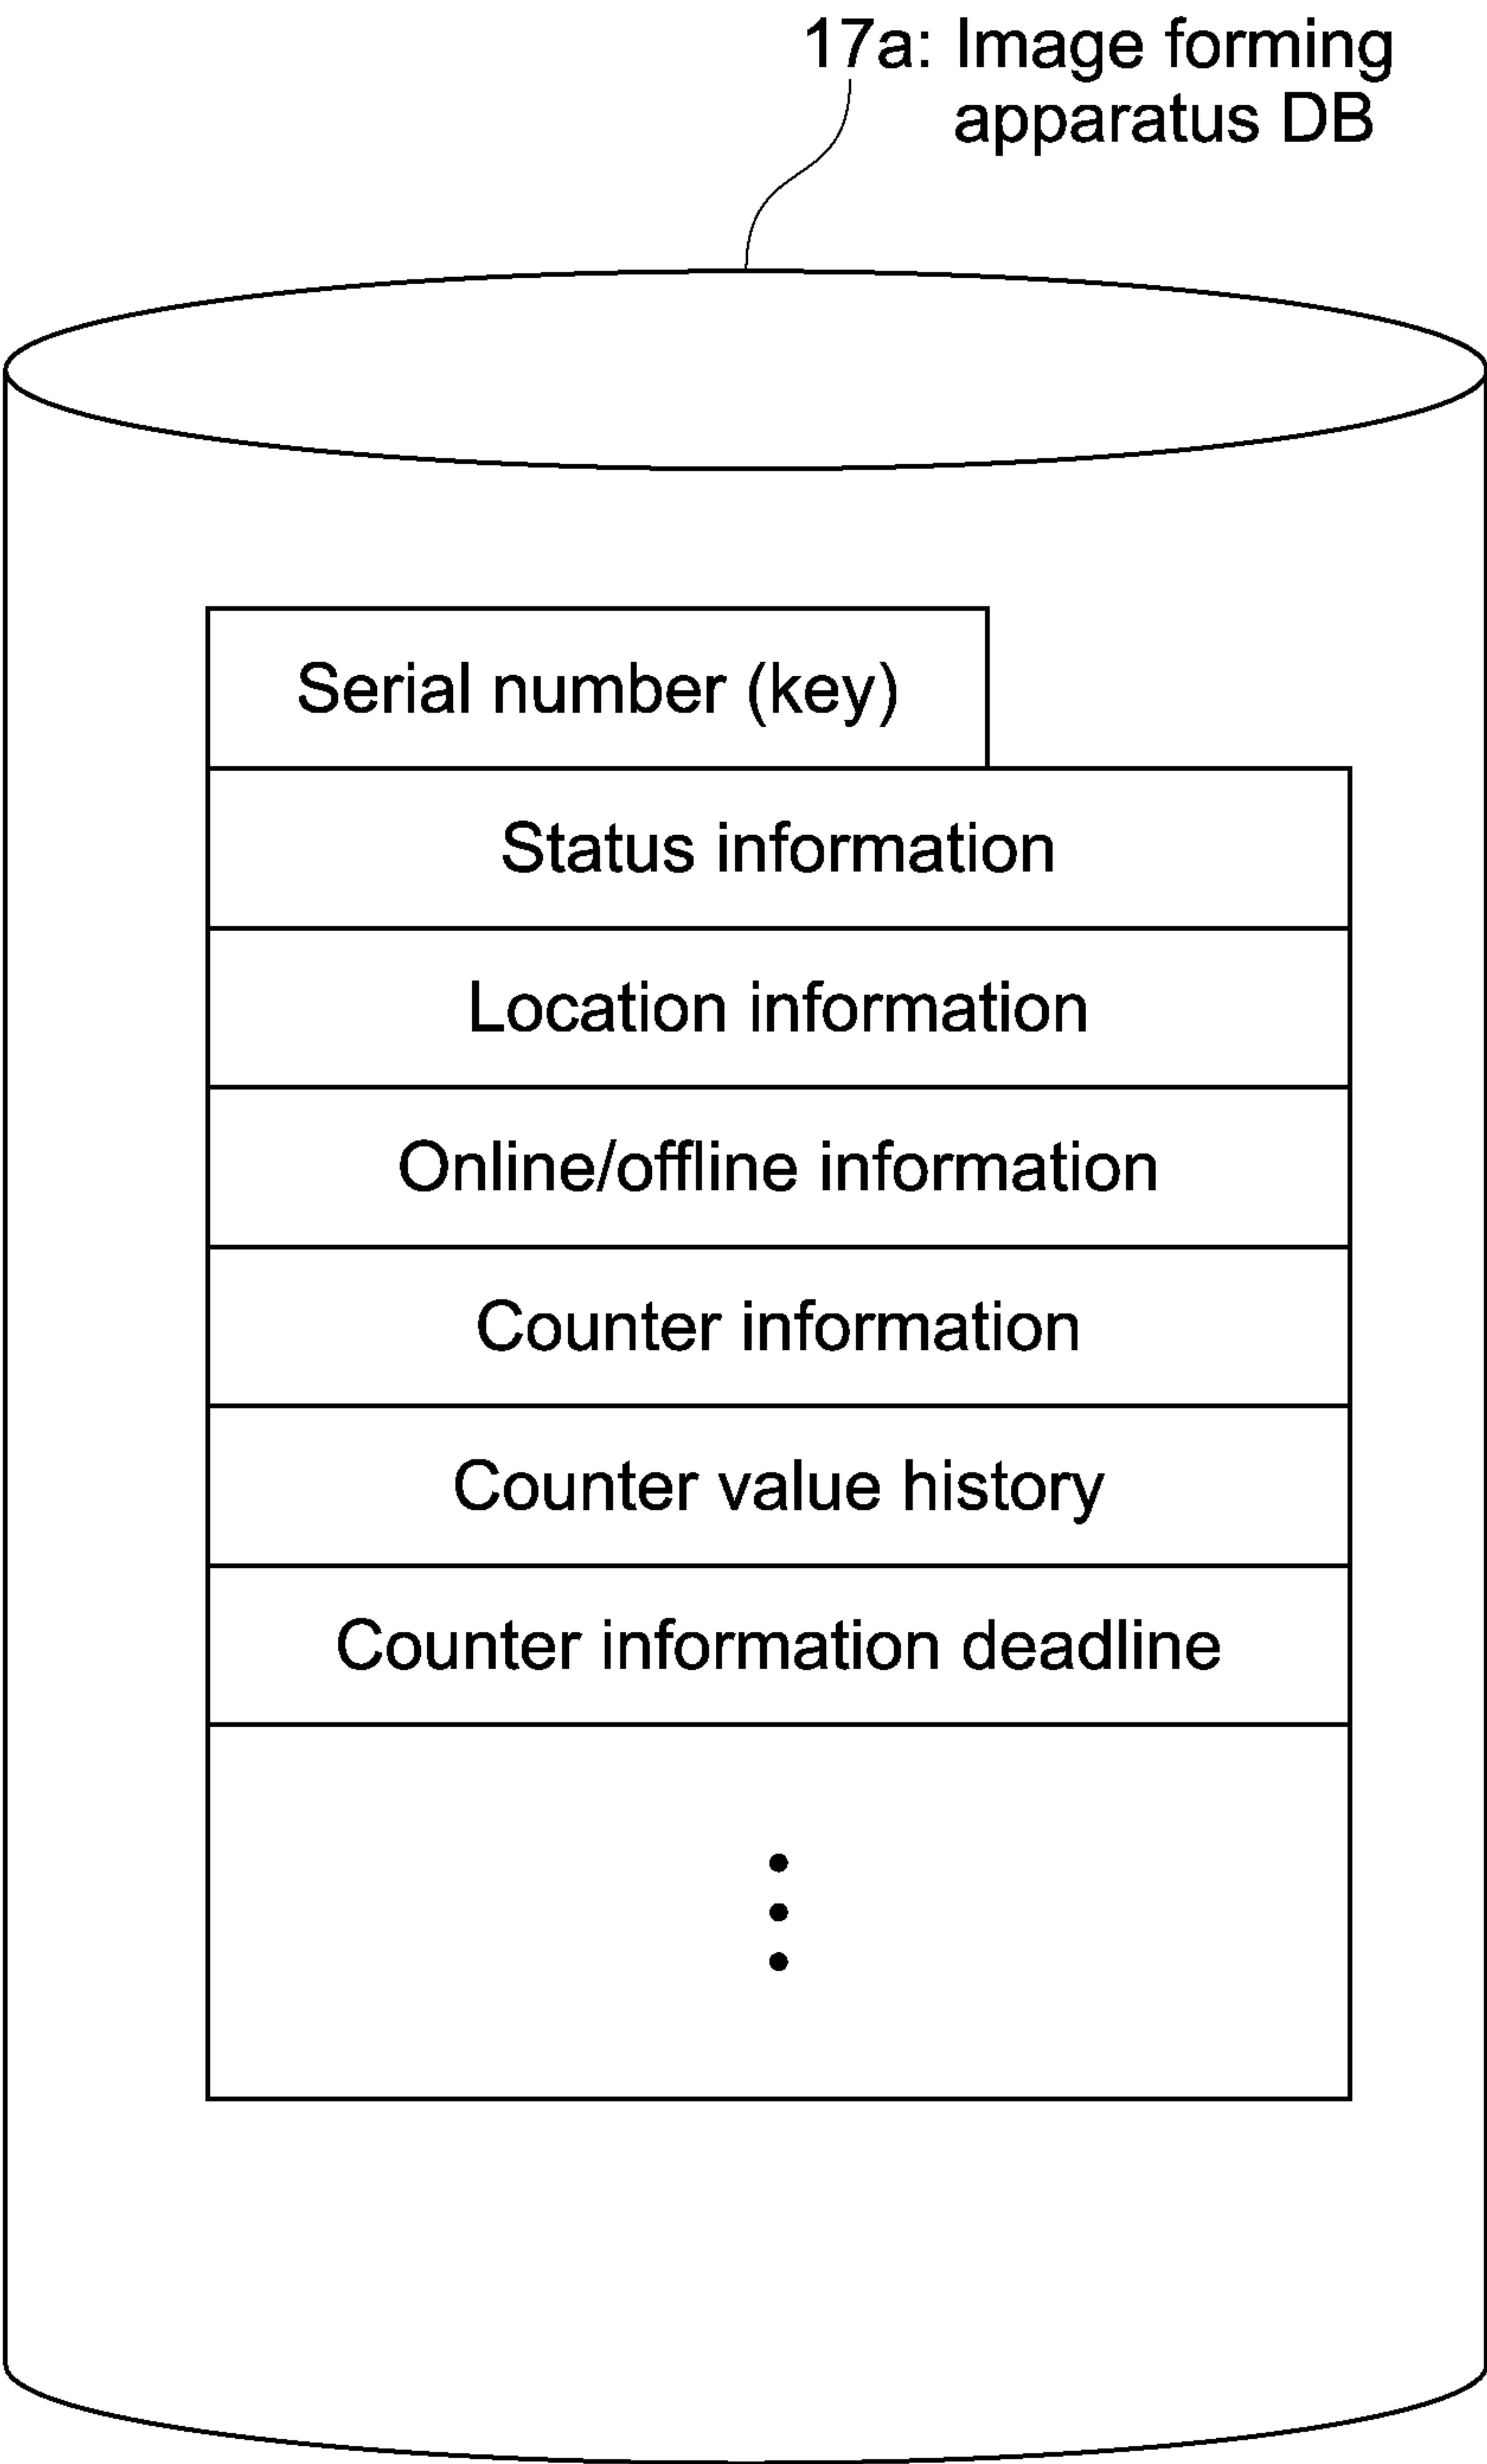 17a: Image forming
apparatus DB
Serial number (key)
Status information
Location information
Online/offline information
Counter information
Counter value history
Counter information deadline